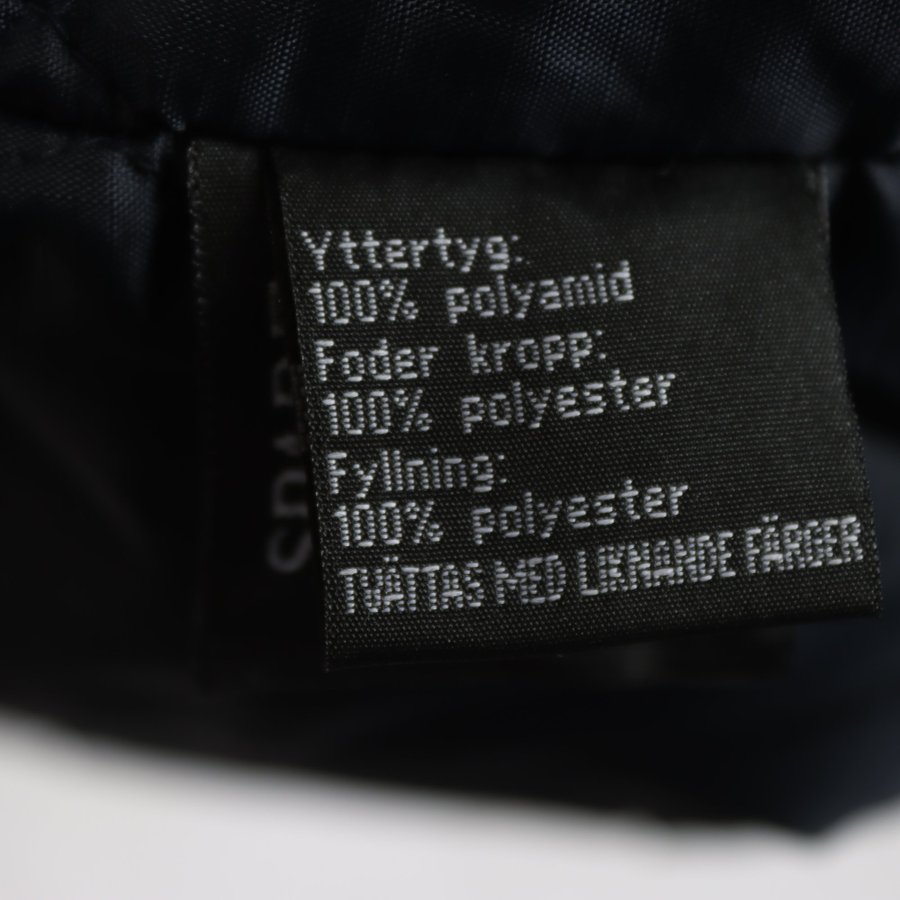 Yttertyg:
100% polyamid
Foder kropp:
100% polyester
Fyllning:
100% polyester
TVÄTTAS MED LIKNANDE FÄRGER